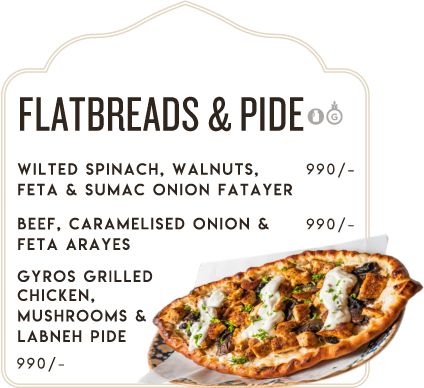 FLATBREADS & PIDE G
WILTED SPINACH, WALNUTS, 990/-
FETA & SUMAC ONION FATAYER
BEEF, CARAMELISED ONION & 990/-
FETA ARAYES
GYROS GRILLED
CHICKEN,
MUSHROOMS &
LABNEH PIDE
990/-